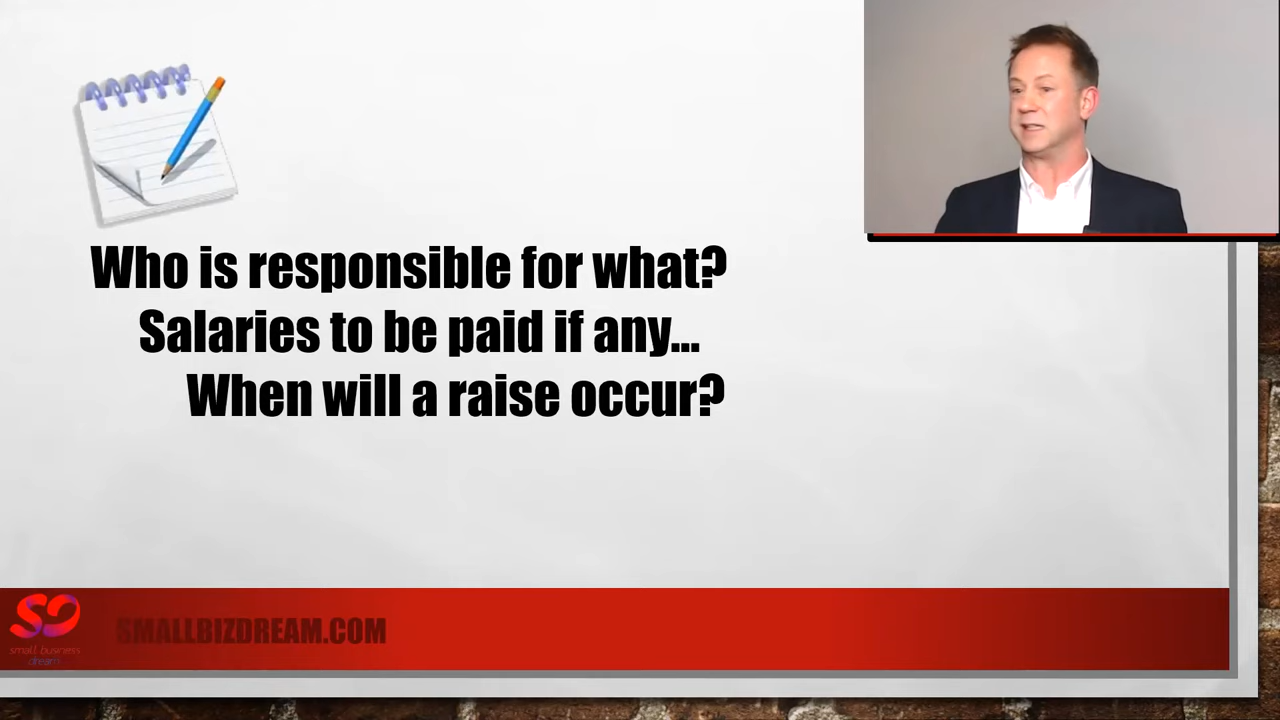 Who is responsible for what?
Salaries to be paid if any...
When will a raise occur?
SMALLBIZDREAM.COM
small business
dream